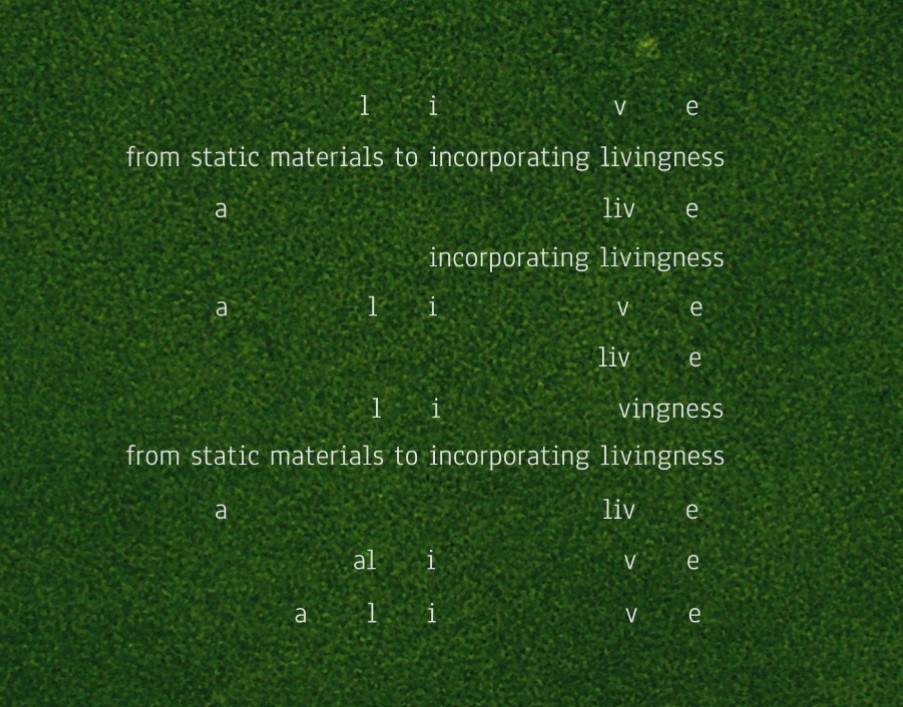 l i v e
from static materials to incorporating livingness
a liv e
incorporating livingness
a l i v e
liv e
l i vingness
from static materials to incorporating livingness
a liv e
al i v e
a l i v e